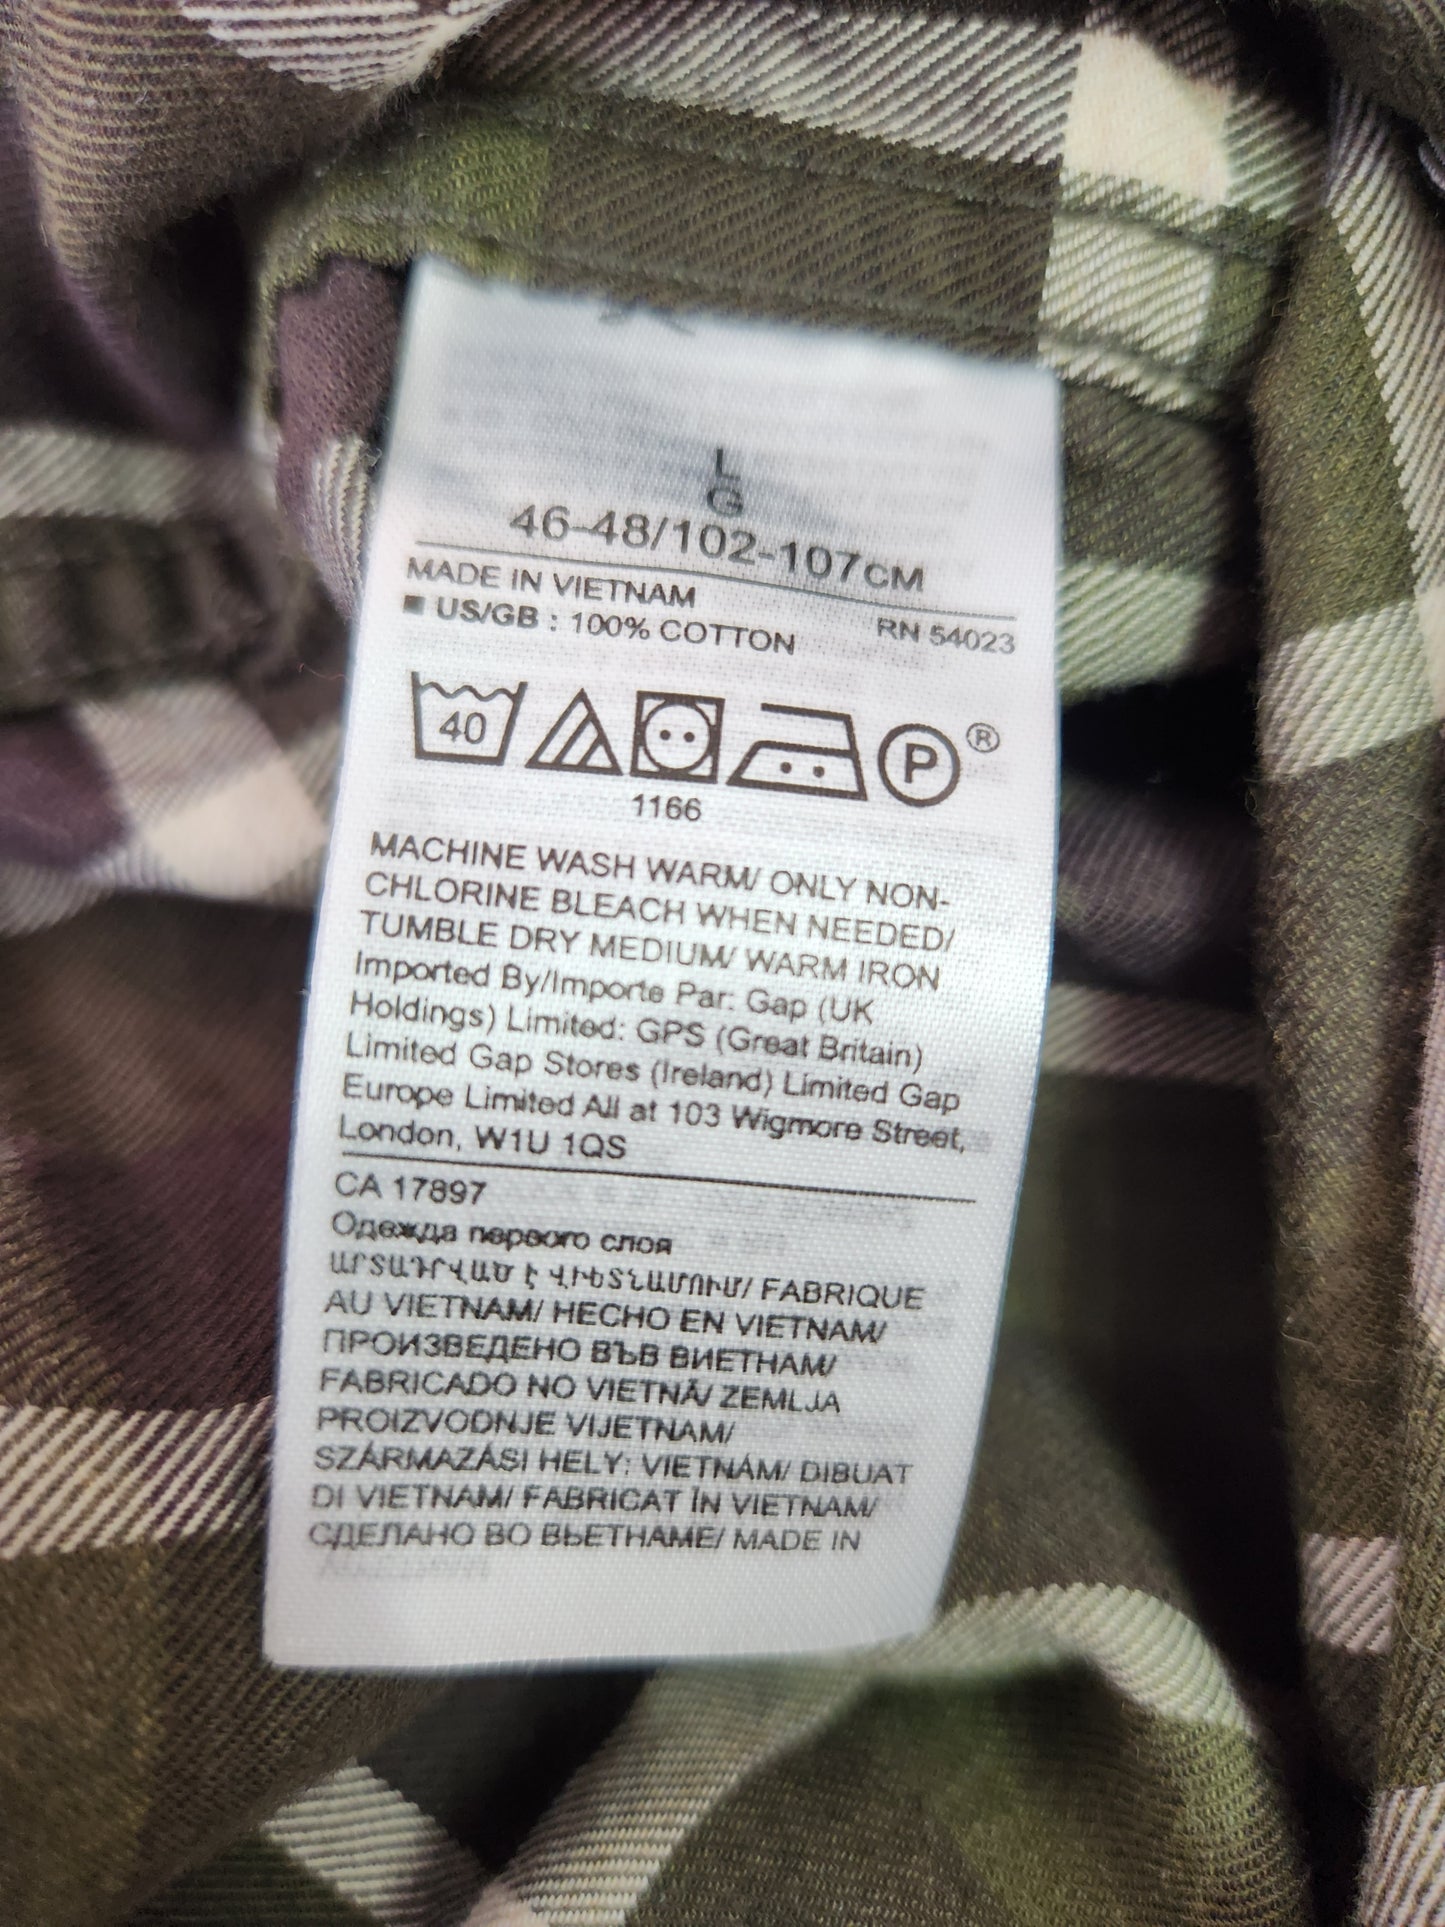 L
G
46-48/102-107CM
MADE IN VIETNAM
RN 54023
■ US/GB : 100% COTTON
40
P ®
1166
MACHINE WASH WARM/ ONLY NON-
CHLORINE BLEACH WHEN NEEDED/
TUMBLE DRY MEDIUM/ WARM IRON
Imported By/Importe Par: Gap (UK
Holdings) Limited: GPS (Great Britain)
Limited Gap Stores (Ireland) Limited Gap
Europe Limited All at 103 Wigmore Street,
London, W1U 1QS
CA 17897
Одежда первого слоя
ԱՐՏԱԴՐՎԱԾ Է ՎԻԵՏՆԱՄՈՒՄ/ FABRIQUE
AU VIETNAM/ HECHO EN VIETNAM/
ПРОИЗВЕДЕНО ВЪВ ВИЕТНАМ/
FABRICADO NO VIETNÃ/ ZEMLJA
PROIZVODNJE VIJETNAM/
SZÁRMAZÁSI HELY: VIETNÁM/ DIBUAT
DI VIETNAM/ FABRICAT ÎN VIETNAM/
СДЕЛАНО ВО ВЬЕТНАМЕ/ MADE IN